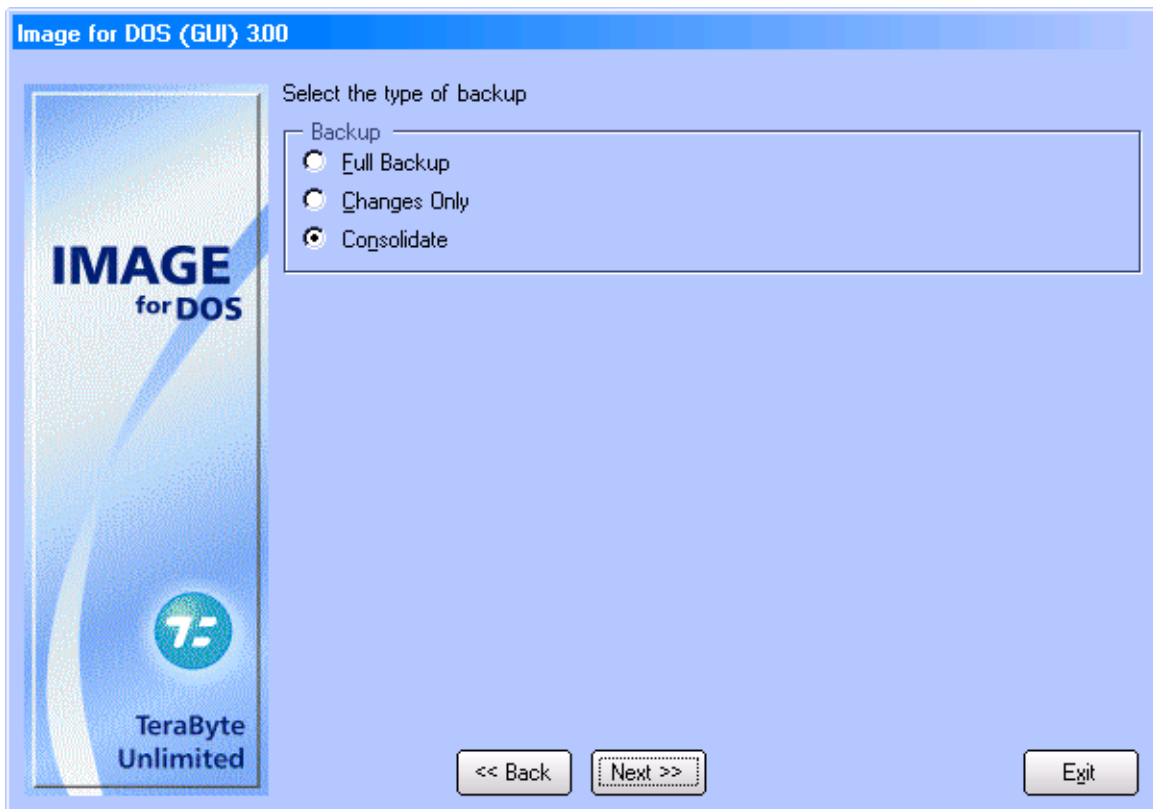 Image for DOS (GUI) 3.00
Select the type of backup
Backup
Full Backup
Changes Only
Consolidate
IMAGE
for DOS
TeraByte
Unlimited
<< Back
Next >>
Exit